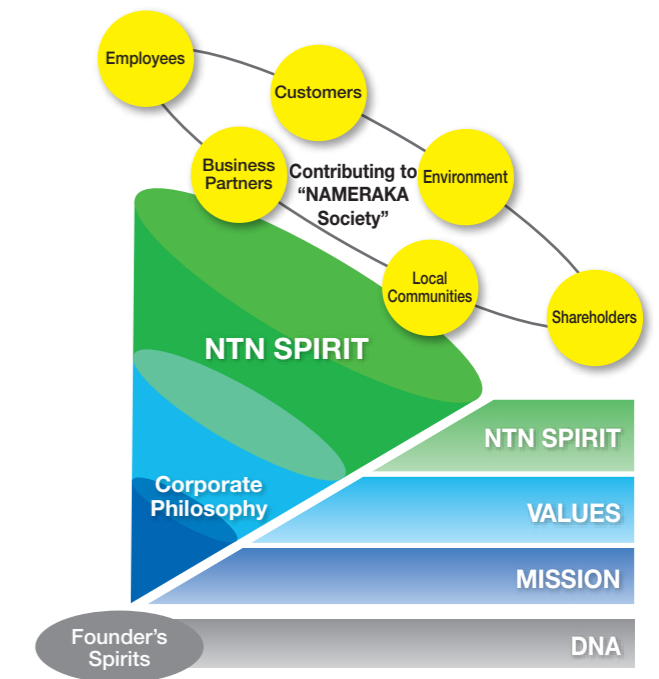 Employees
Customers
Business
Partners
Contributing to
“NAMERAKA
Society”
Environment
Local
Communities
Shareholders
NTN SPIRIT
NTN SPIRIT
Corporate
Philosophy
VALUES
MISSION
Founder’s
Spirits
DNA